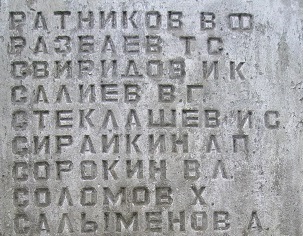 РАТНИКОВ В.Ф
РАЗБАЕВ Т.С.
СВИРИДОВ И.К.
САЛИЕВ В.Г.
СТЕКЛАШЕВ И С.
СИРАЙКИН Л.П.
СОРОКИН В Л.
СОЛОМОВ Х.
САЛЫМЕНОВ А.